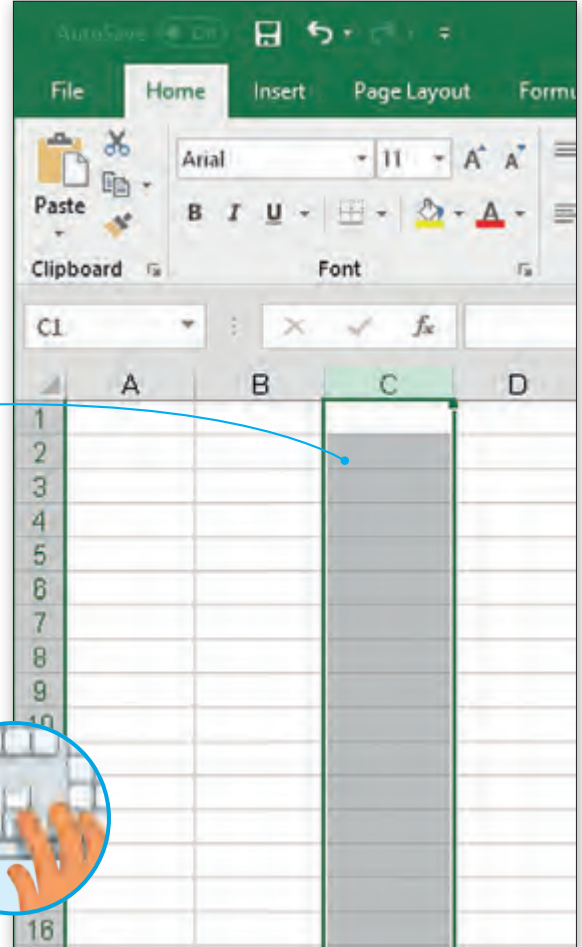 AutoSave Off
File Home Insert Page Layout Formu
Arial 11 A A
Paste B I U A
Clipboard Font
C1 fx
A B C D
1
2
3
4
5
6
7
8
9
10
16